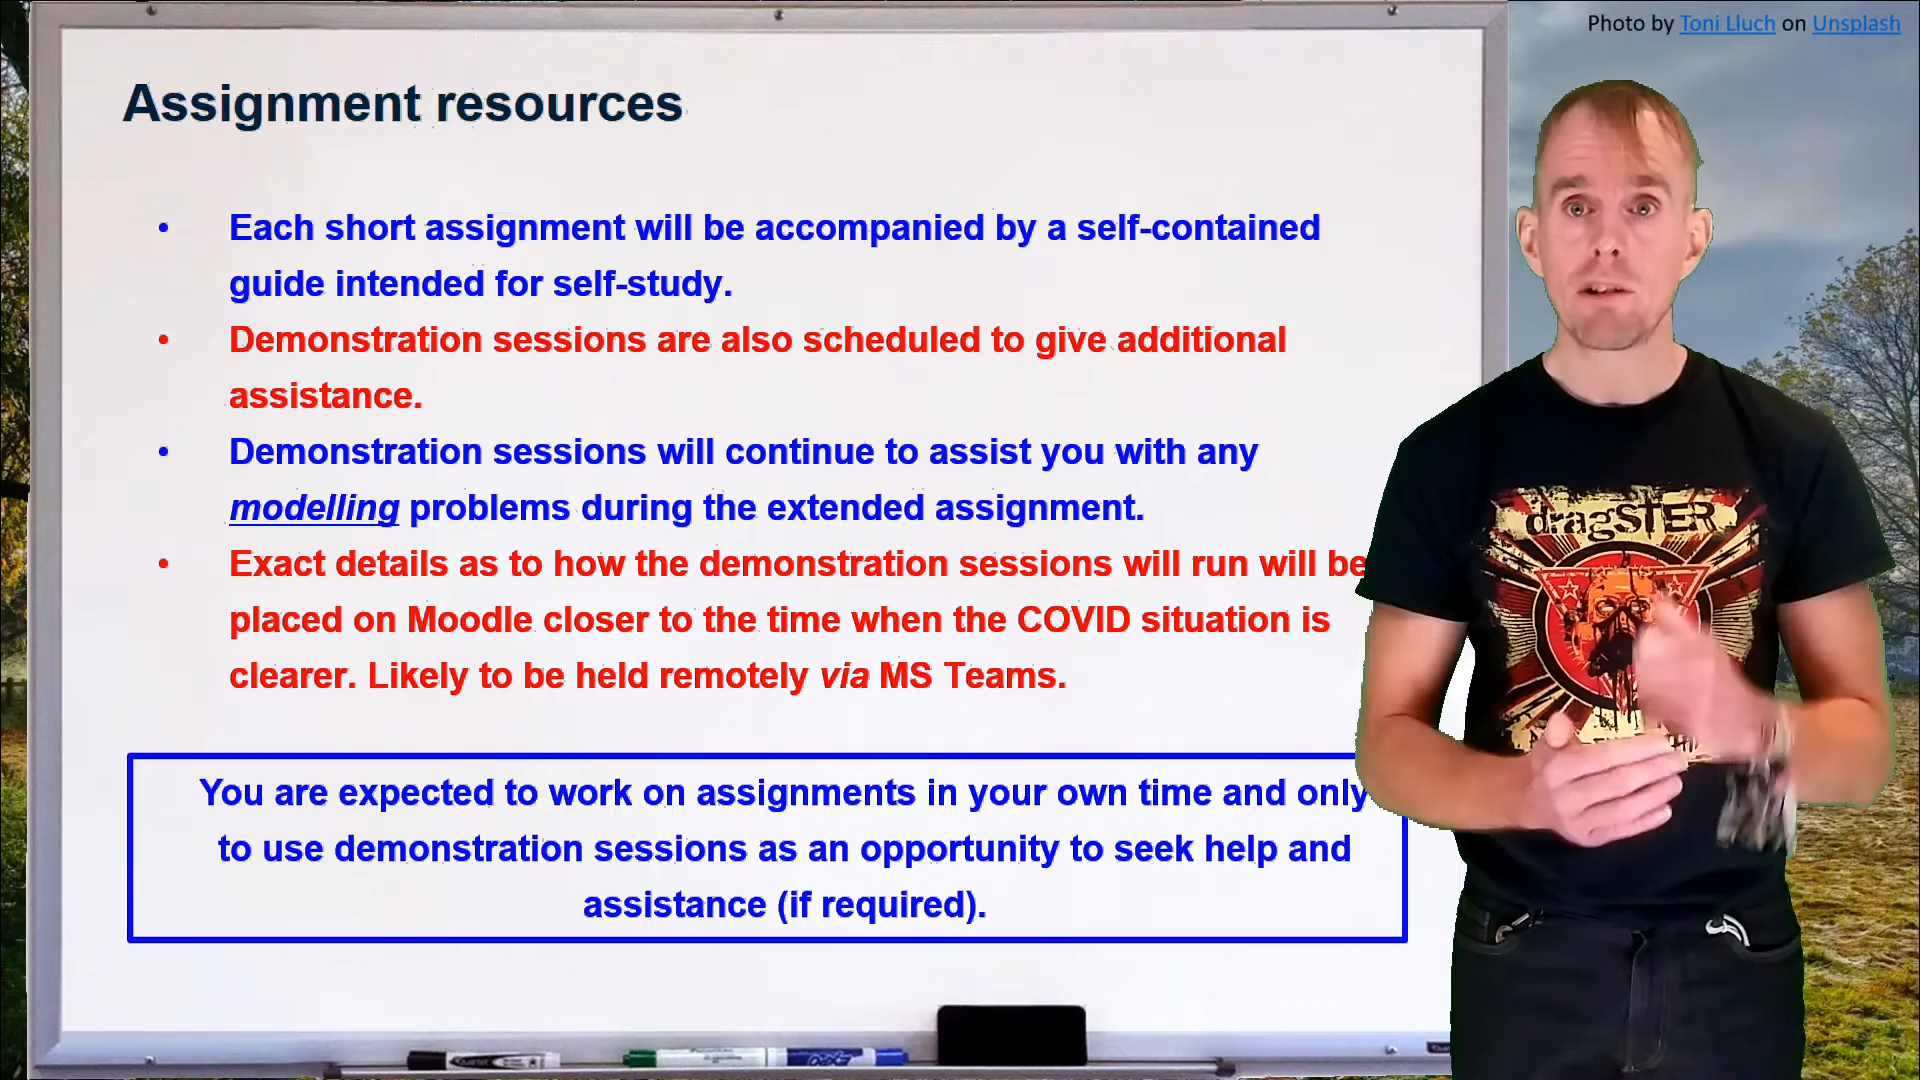 Photo by Toni Lluch on Unsplash
Assignment resources
• Each short assignment will be accompanied by a self-contained
guide intended for self-study.
• Demonstration sessions are also scheduled to give additional
assistance.
• Demonstration sessions will continue to assist you with any
modelling problems during the extended assignment.
• Exact details as to how the demonstration sessions will run will be
placed on Moodle closer to the time when the COVID situation is
clearer. Likely to be held remotely via MS Teams.
You are expected to work on assignments in your own time and only
to use demonstration sessions as an opportunity to seek help and
assistance (if required).
dragSTER